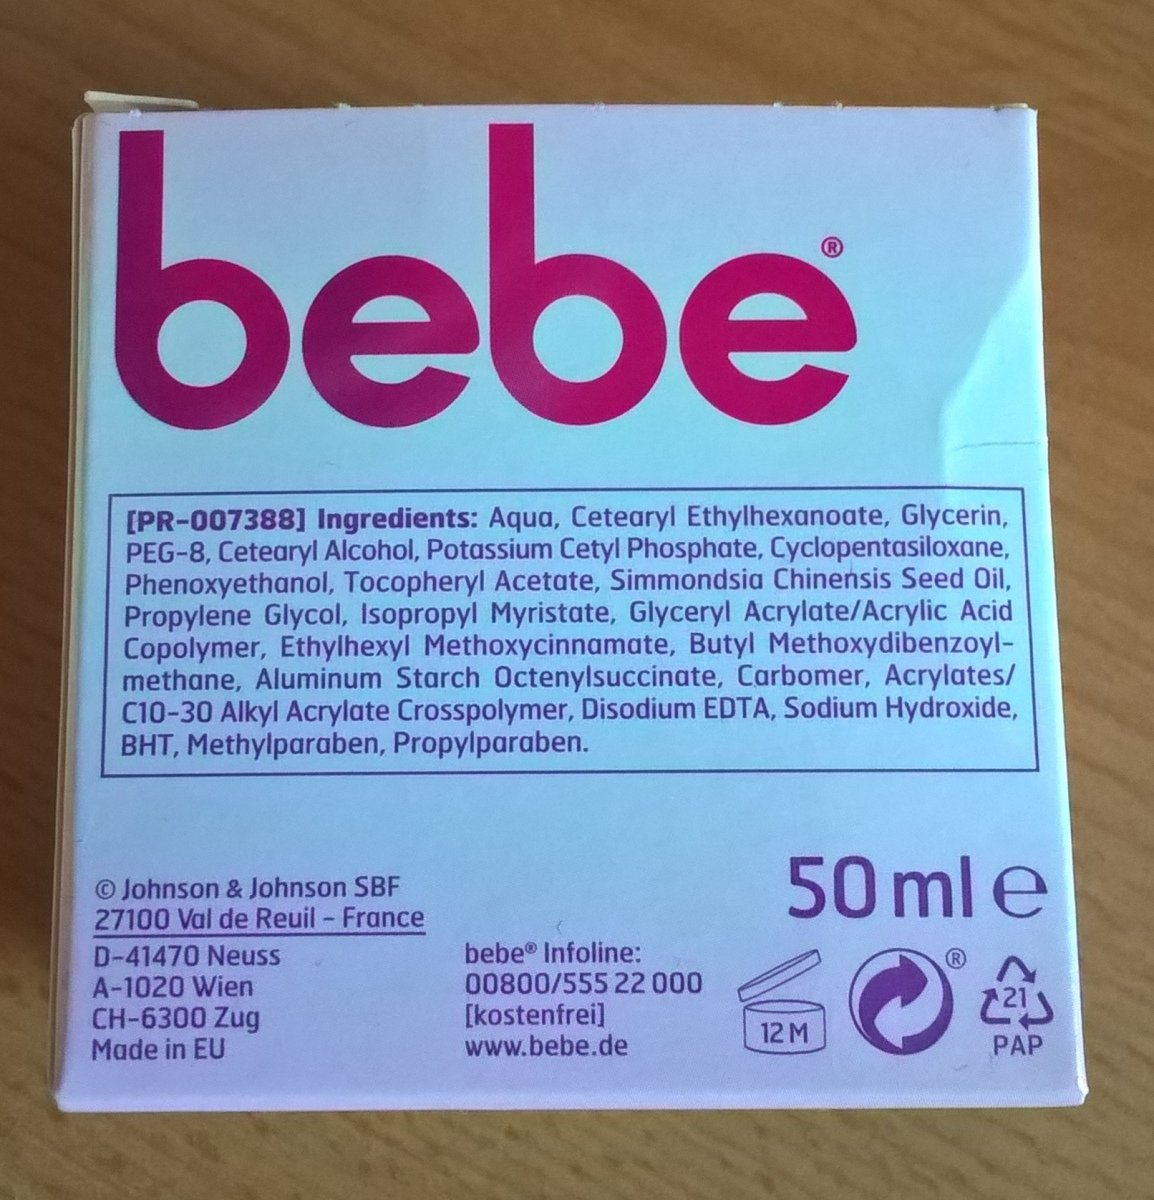 bebe®
[PR-007388] Ingredients: Aqua, Cetearyl Ethylhexanoate, Glycerin,
PEG-8, Cetearyl Alcohol, Potassium Cetyl Phosphate, Cyclopentasiloxane,
Phenoxyethanol, Tocopheryl Acetate, Simmondsia Chinensis Seed Oil,
Propylene Glycol, Isopropyl Myristate, Glyceryl Acrylate/Acrylic Acid
Copolymer, Ethylhexyl Methoxycinnamate, Butyl Methoxydibenzoyl-
methane, Aluminum Starch Octenylsuccinate, Carbomer, Acrylates/
C10-30 Alkyl Acrylate Crosspolymer, Disodium EDTA, Sodium Hydroxide,
BHT, Methylparaben, Propylparaben.
© Johnson & Johnson SBF
27100 Val de Reuil - France
D-41470 Neuss
A-1020 Wien
CH-6300 Zug
Made in EU
bebe® Infoline:
00800/555 22 000
[kostenfrei]
www.bebe.de
50 ml e
12 M
®
21
PAP